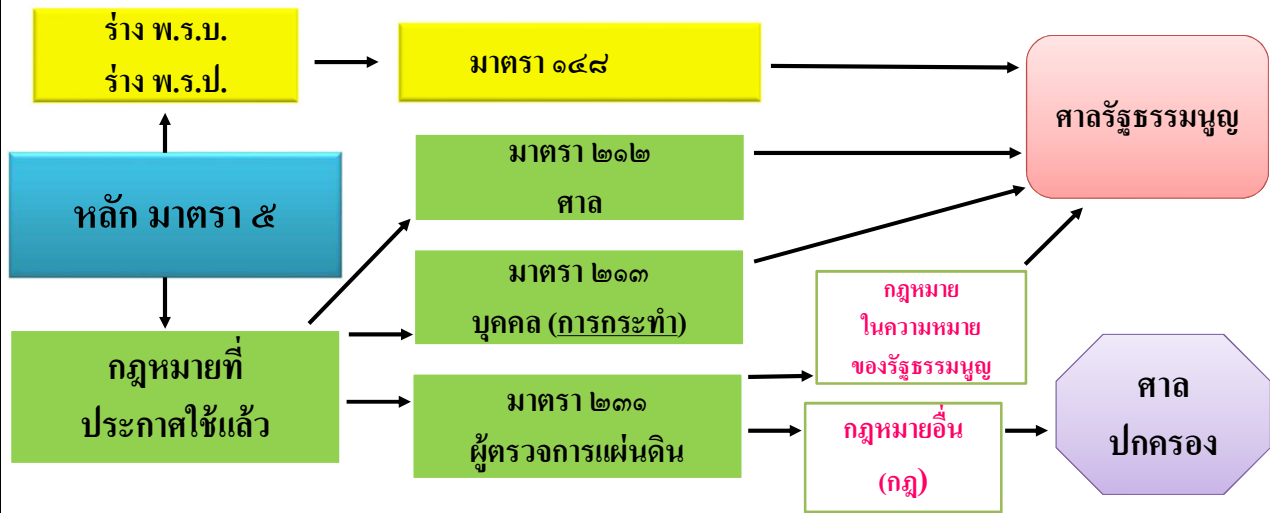 ร่าง พ.ร.บ.
ร่าง พ.ร.ป.
มาตรา ๑๔๘
ศาลรัฐธรรมนูญ
หลัก มาตรา ๕
มาตรา ๒๑๒
ศาล
มาตรา ๒๑๓
บุคคล (การกระทำ)
กฎหมาย
ในความหมาย
ของรัฐธรรมนูญ
กฎหมายที่
ประกาศใช้แล้ว
มาตรา ๒๓๑
ผู้ตรวจการแผ่นดิน
กฎหมายอื่น
(กฎ)
ศาล
ปกครอง